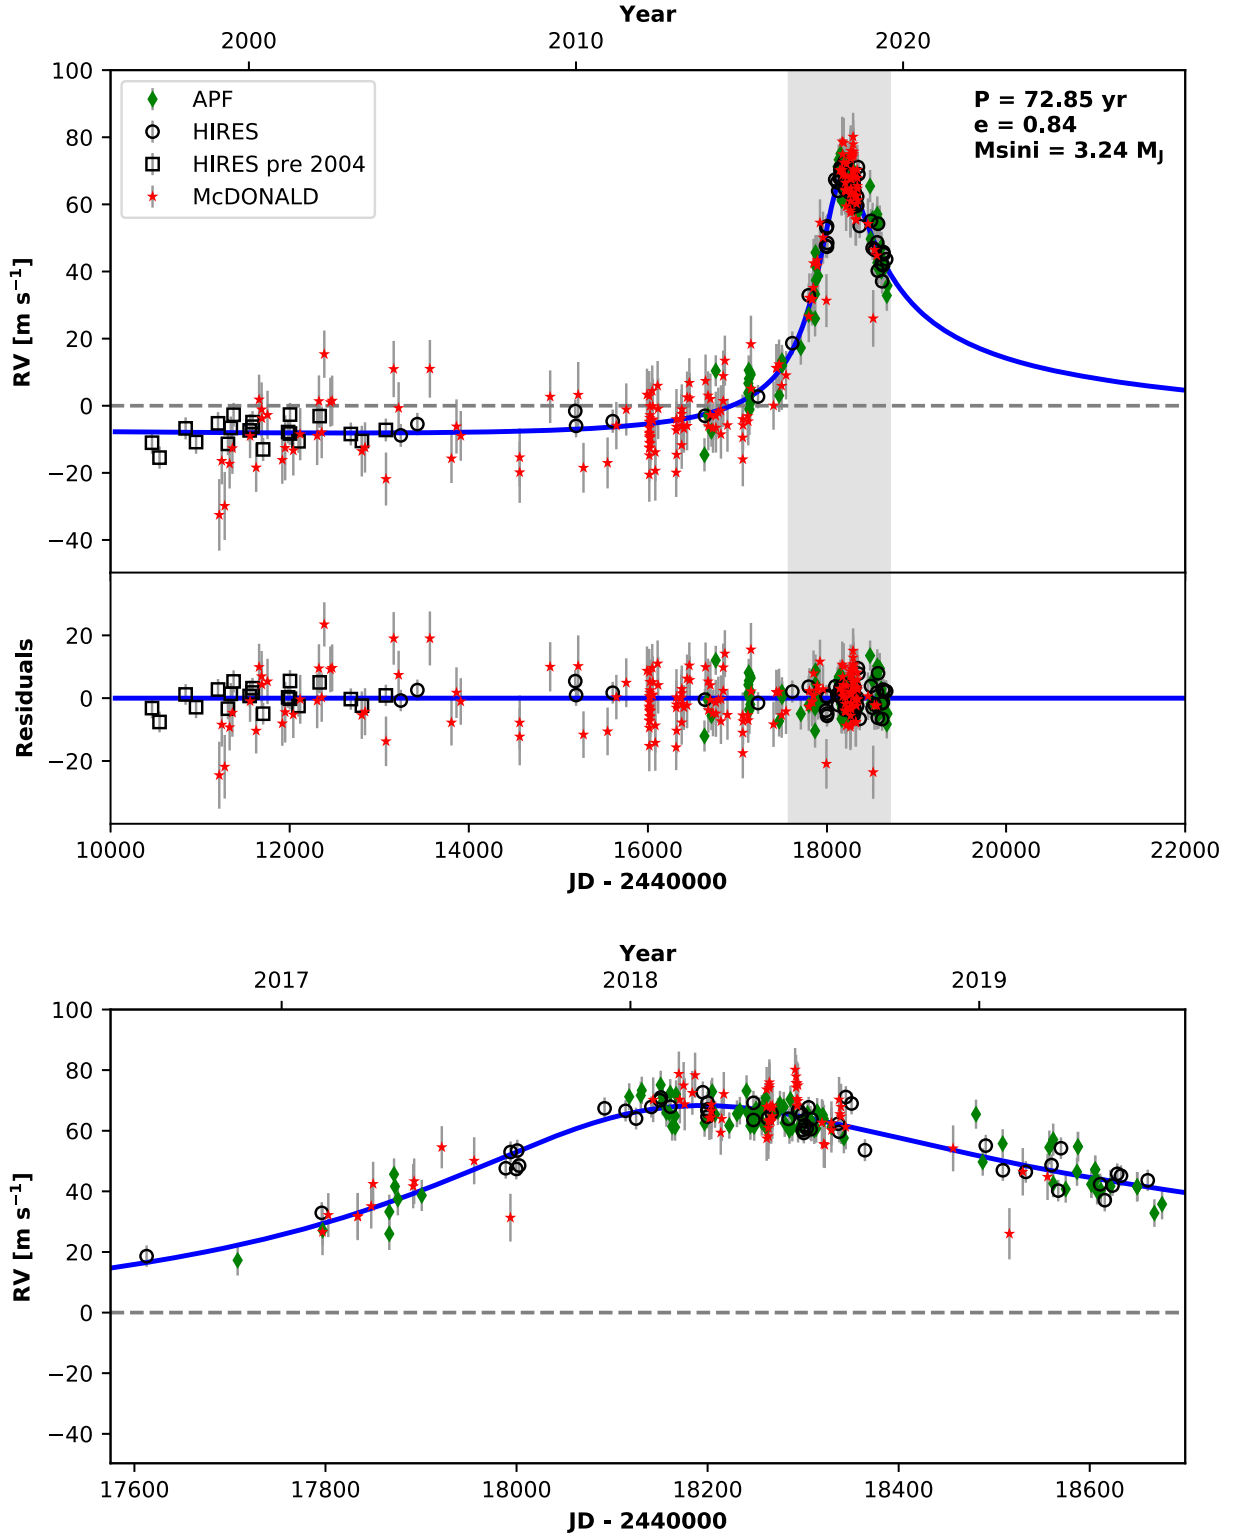 Year
2000 2010 2020
100
80
60
40
20
0
−20
−40
RV [m s⁻¹]
APF
HIRES
HIRES pre 2004
McDONALD
P = 72.85 yr
e = 0.84
Msini = 3.24 M_J
20
0
−20
Residuals
10000 12000 14000 16000 18000 20000 22000
JD - 2440000
Year
2017 2018 2019
100
80
60
40
20
0
−20
−40
RV [m s⁻¹]
17600 17800 18000 18200 18400 18600
JD - 2440000